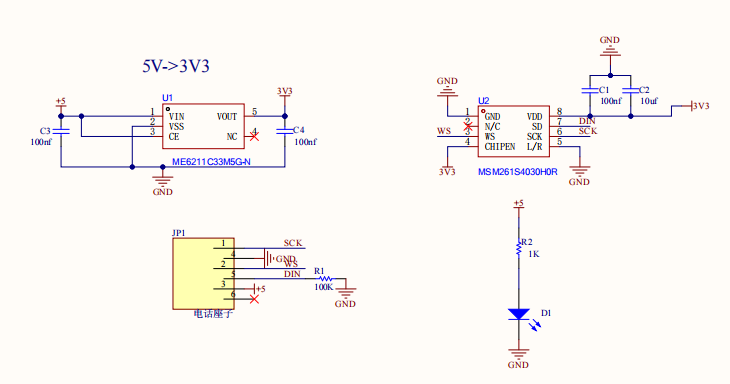 5V->3V3
+5
C3
100nf
U1
1 VIN VOUT 5
2 VSS
3 CE NC 4
ME6211C33M5G-N
3V3
C4
100nf
GND
GND
C1
100nf
C2
10uf
3V3
GND
U2
1 GND VDD 8
2 N/C SD 7 DIN
WS 3 WS SCK 6 SCK
4 CHIPEN L/R 5
3V3
MSM261S4030H0R
GND
JP1
1 SCK
4 GND
2 WS
5 DIN
3 +5
6
电话座子
R1
100K
GND
+5
R2
1K
D1
GND